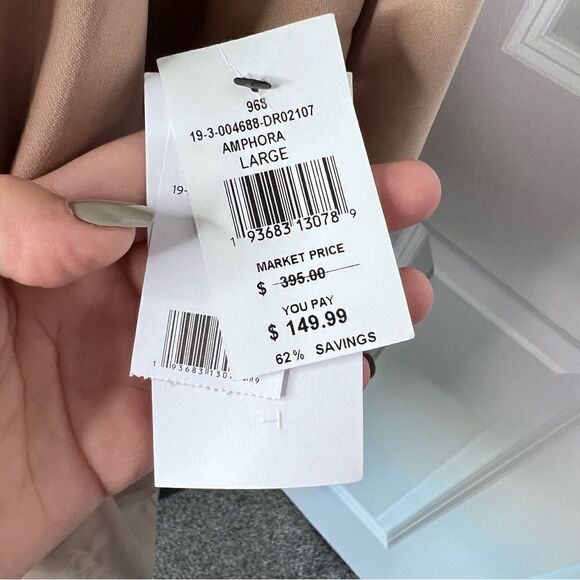 968
19-3-004688-DR02107
AMPHORA
LARGE
1 93683 13078 9
MARKET PRICE
$ 395.00
YOU PAY
$ 149.99
62% SAVINGS
19-